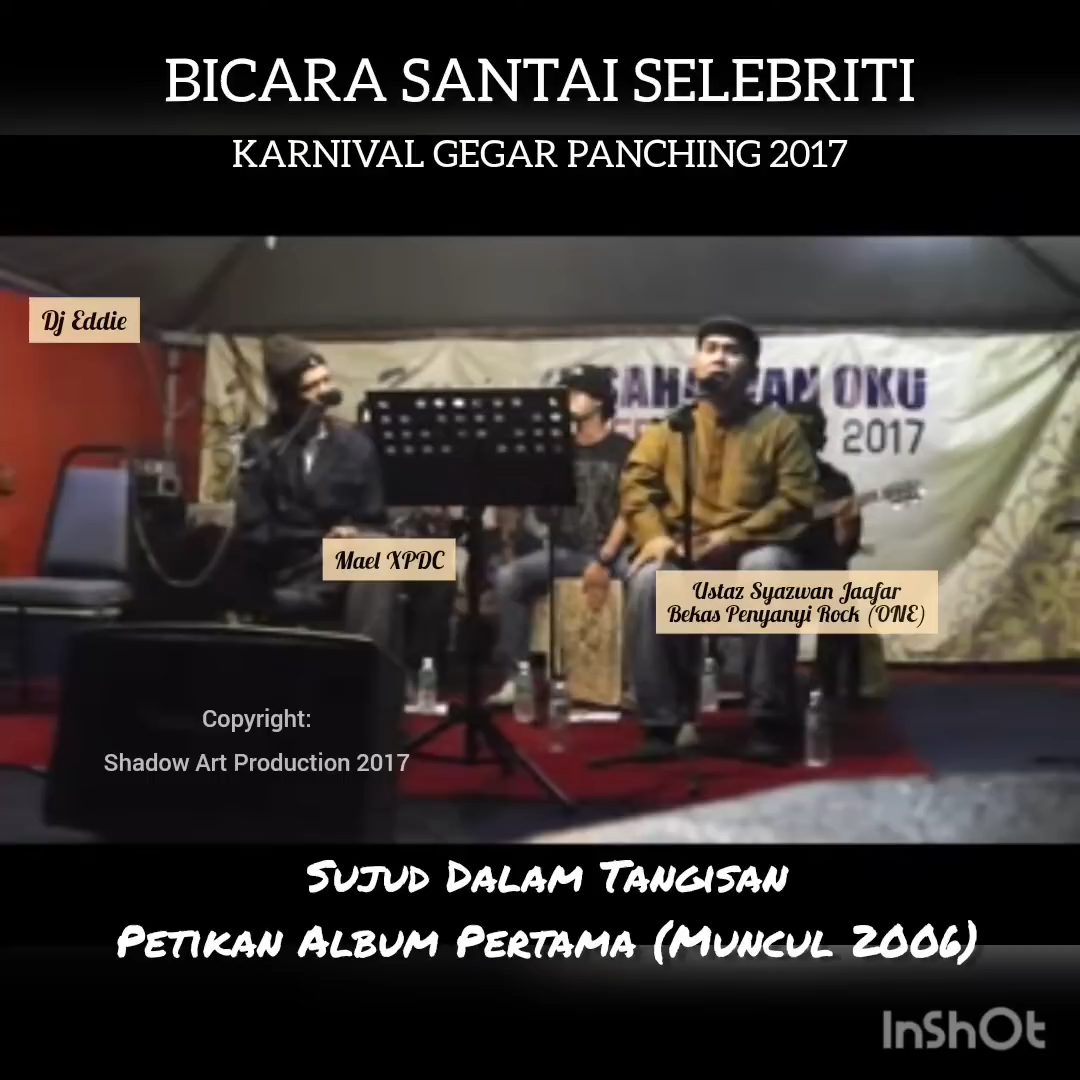 BICARA SANTAI SELEBRITI
KARNIVAL GEGAR PANCHING 2017
Dj Eddie
OKU
2017
Mael XPDC
Ustaz Syazwan Jaafar
Bekas Penyanyi Rock (ONE)
Copyright:
Shadow Art Production 2017
Sujud Dalam Tangisan
Petikan Album Pertama (Muncul 2006)
InShOt